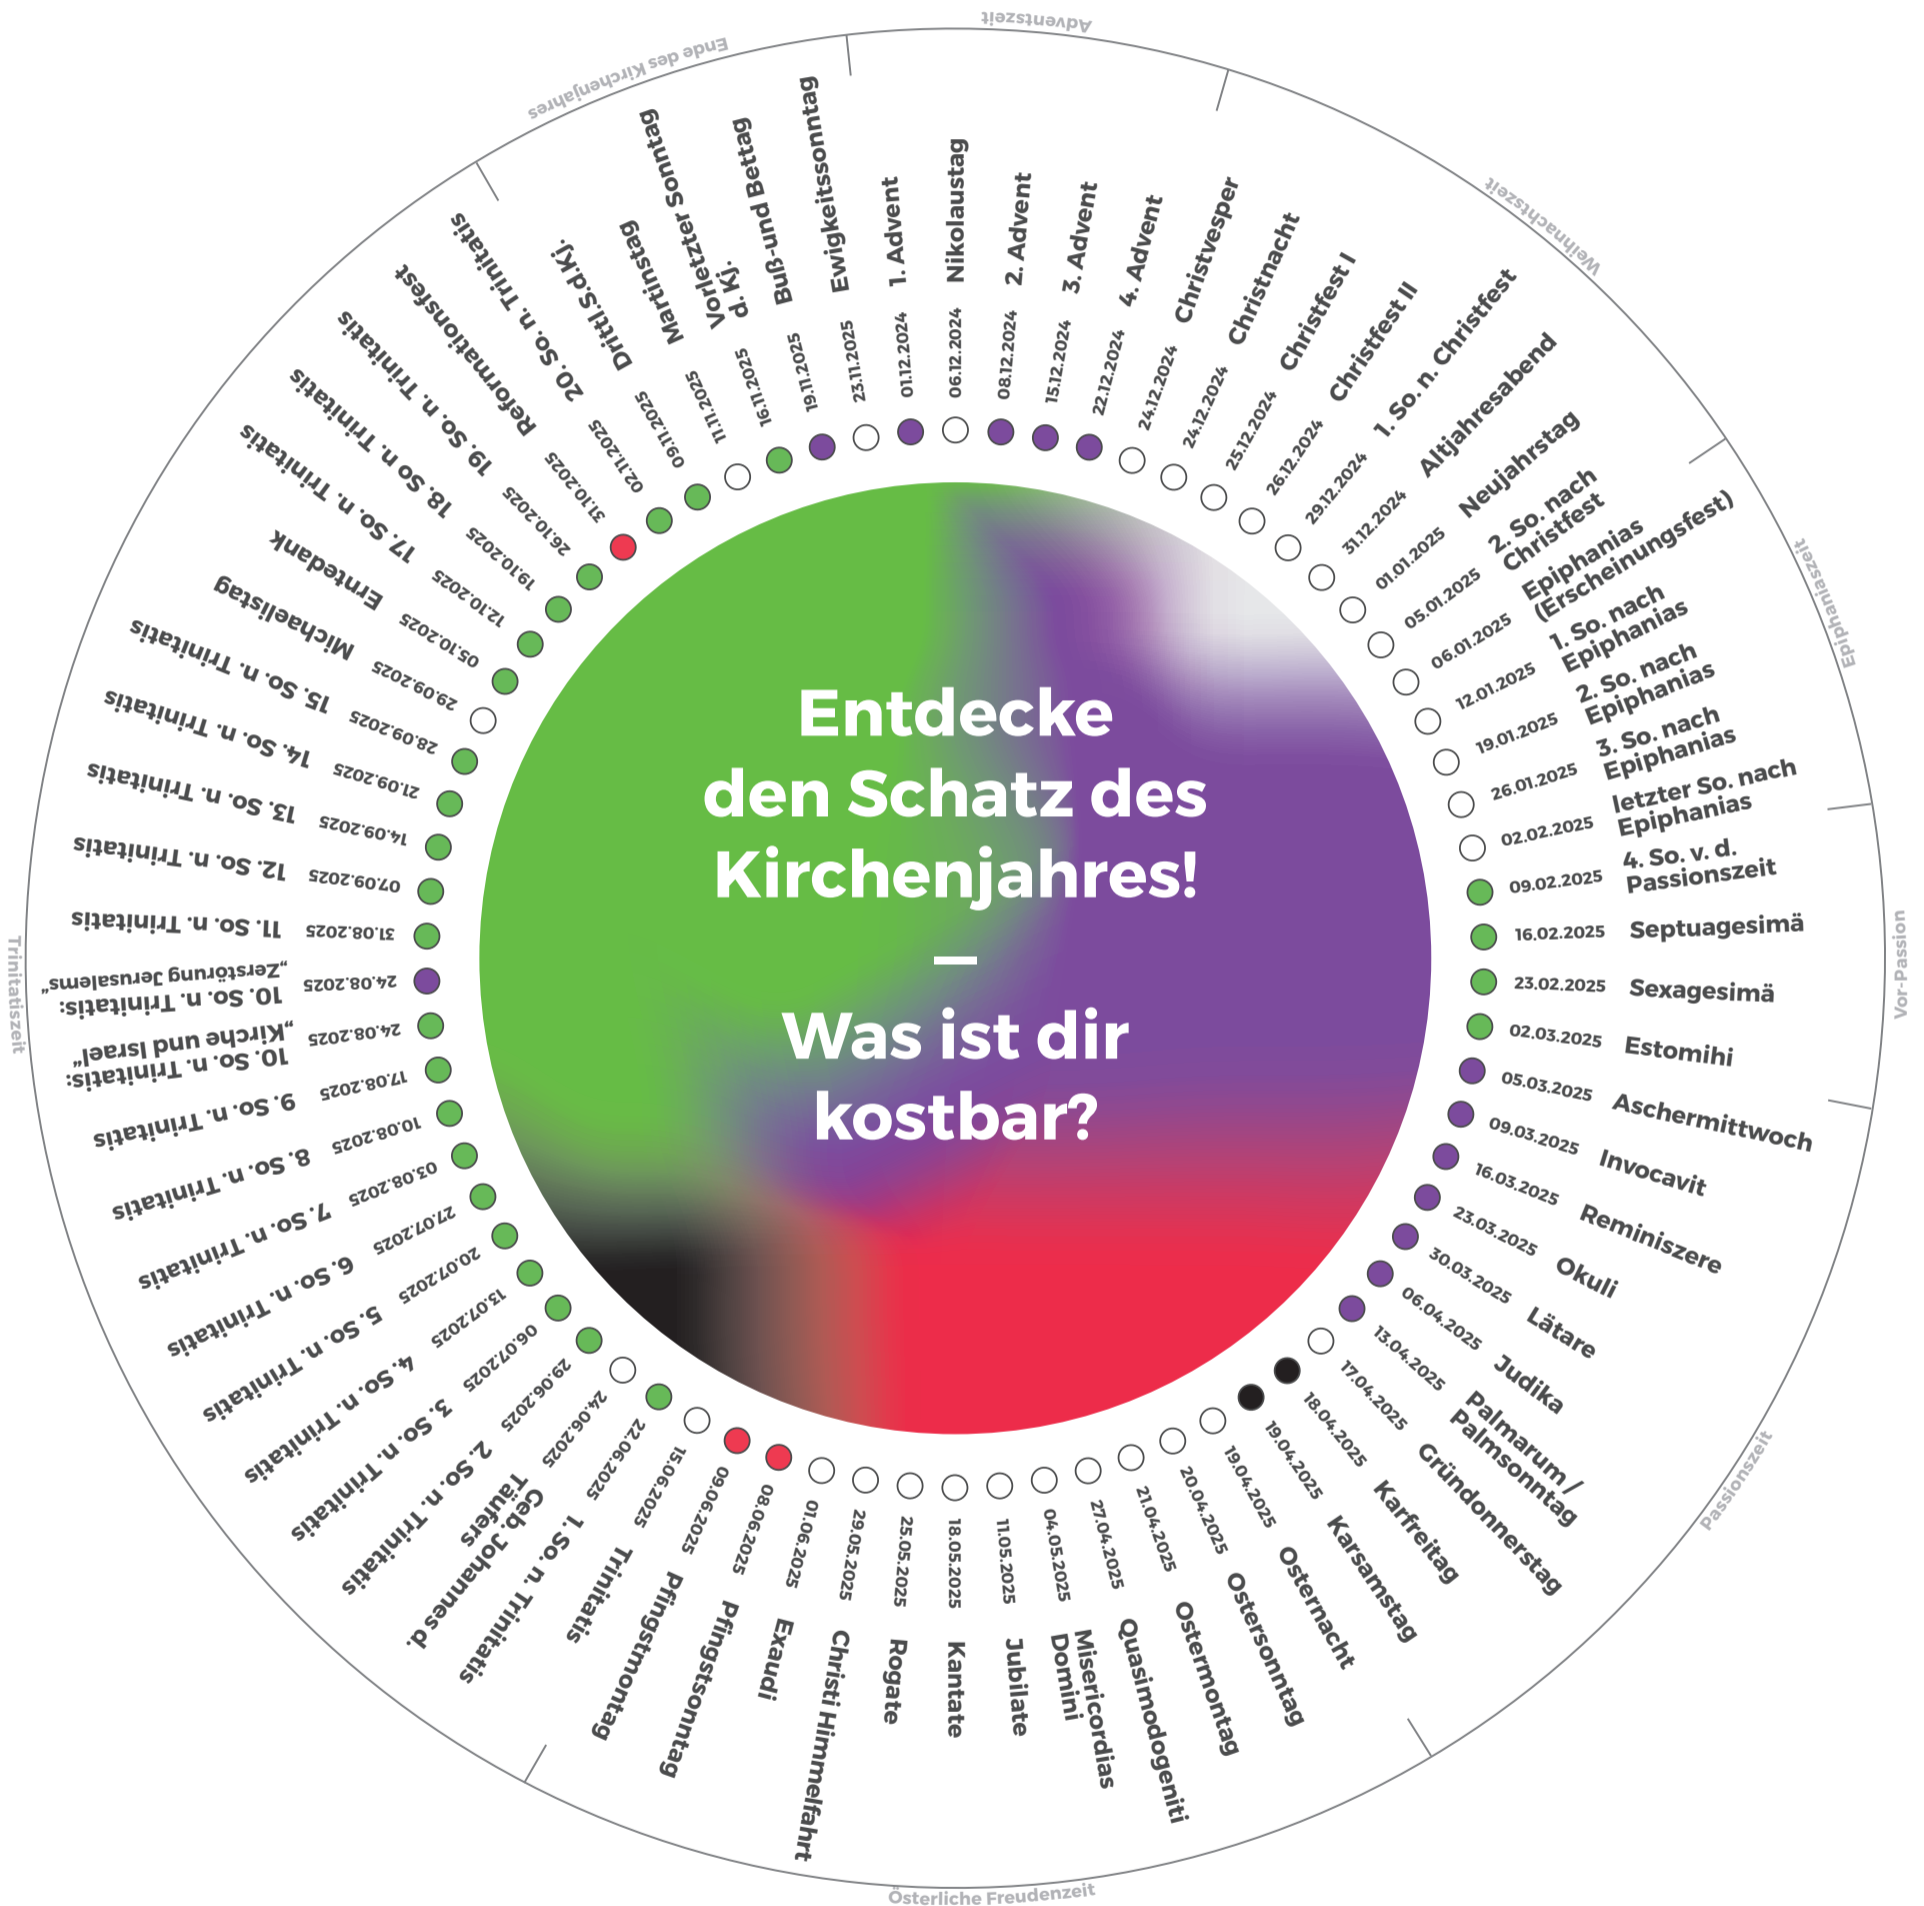 Entdecke
den Schatz des
Kirchenjahres!
—
Was ist dir
kostbar?
Adventszeit
01.12.2024 1. Advent
06.12.2024 Nikolaustag
08.12.2024 2. Advent
15.12.2024 3. Advent
22.12.2024 4. Advent
Weihnachtszeit
24.12.2024 Christvesper
24.12.2024 Christnacht
25.12.2024 Christfest I
26.12.2024 Christfest II
29.12.2024 1. So. n. Christfest
31.12.2024 Altjahresabend
01.01.2025 Neujahrstag
05.01.2025 2. So. nach
Christfest
Epiphaniaszeit
06.01.2025 Epiphanias
(Erscheinungsfest)
12.01.2025 1. So. nach
Epiphanias
19.01.2025 2. So. nach
Epiphanias
26.01.2025 3. So. nach
Epiphanias
02.02.2025 letzter So. nach
Epiphanias
Vor-Passion
09.02.2025 4. So. v. d.
Passionszeit
16.02.2025 Septuagesimä
23.02.2025 Sexagesimä
02.03.2025 Estomihi
Passionszeit
05.03.2025 Aschermittwoch
09.03.2025 Invocavit
16.03.2025 Reminiszere
23.03.2025 Okuli
30.03.2025 Lätare
06.04.2025 Judika
13.04.2025 Palmarum /
Palmsonntag
17.04.2025 Gründonnerstag
18.04.2025 Karfreitag
19.04.2025 Karsamstag
Österliche Freudenzeit
19.04.2025 Osternacht
20.04.2025 Ostersonntag
21.04.2025 Ostermontag
27.04.2025 Quasimodogeniti
04.05.2025 Misericordias
Domini
11.05.2025 Jubilate
18.05.2025 Kantate
25.05.2025 Rogate
29.05.2025 Christi Himmelfahrt
01.06.2025 Exaudi
08.06.2025 Pfingstsonntag
09.06.2025 Pfingstmontag
Trinitatiszeit
15.06.2025 Trinitatis
22.06.2025 1. So. n. Trinitatis
24.06.2025 Geb. Johannes d.
Täufers
29.06.2025 2. So. n. Trinitatis
06.07.2025 3. So. n. Trinitatis
13.07.2025 4. So. n. Trinitatis
20.07.2025 5. So. n. Trinitatis
27.07.2025 6. So. n. Trinitatis
03.08.2025 7. So. n. Trinitatis
10.08.2025 8. So. n. Trinitatis
17.08.2025 9. So. n. Trinitatis
24.08.2025 10. So. n. Trinitatis:
„Kirche und Israel“
24.08.2025 10. So. n. Trinitatis:
„Zerstörung Jerusalems“
31.08.2025 11. So. n. Trinitatis
07.09.2025 12. So. n. Trinitatis
14.09.2025 13. So. n. Trinitatis
21.09.2025 14. So. n. Trinitatis
28.09.2025 15. So. n. Trinitatis
29.09.2025 Michaelistag
05.10.2025 Erntedank
12.10.2025 17. So. n. Trinitatis
19.10.2025 18. So. n. Trinitatis
26.10.2025 19. So. n. Trinitatis
31.10.2025 Reformationsfest
02.11.2025 20. So. n. Trinitatis
Ende des Kirchenjahres
09.11.2025 Drittl.S.d.Kj.
11.11.2025 Martinstag
16.11.2025 Vorletzter Sonntag
d. Kj.
19.11.2025 Buß-und Bettag
23.11.2025 Ewigkeitssonntag